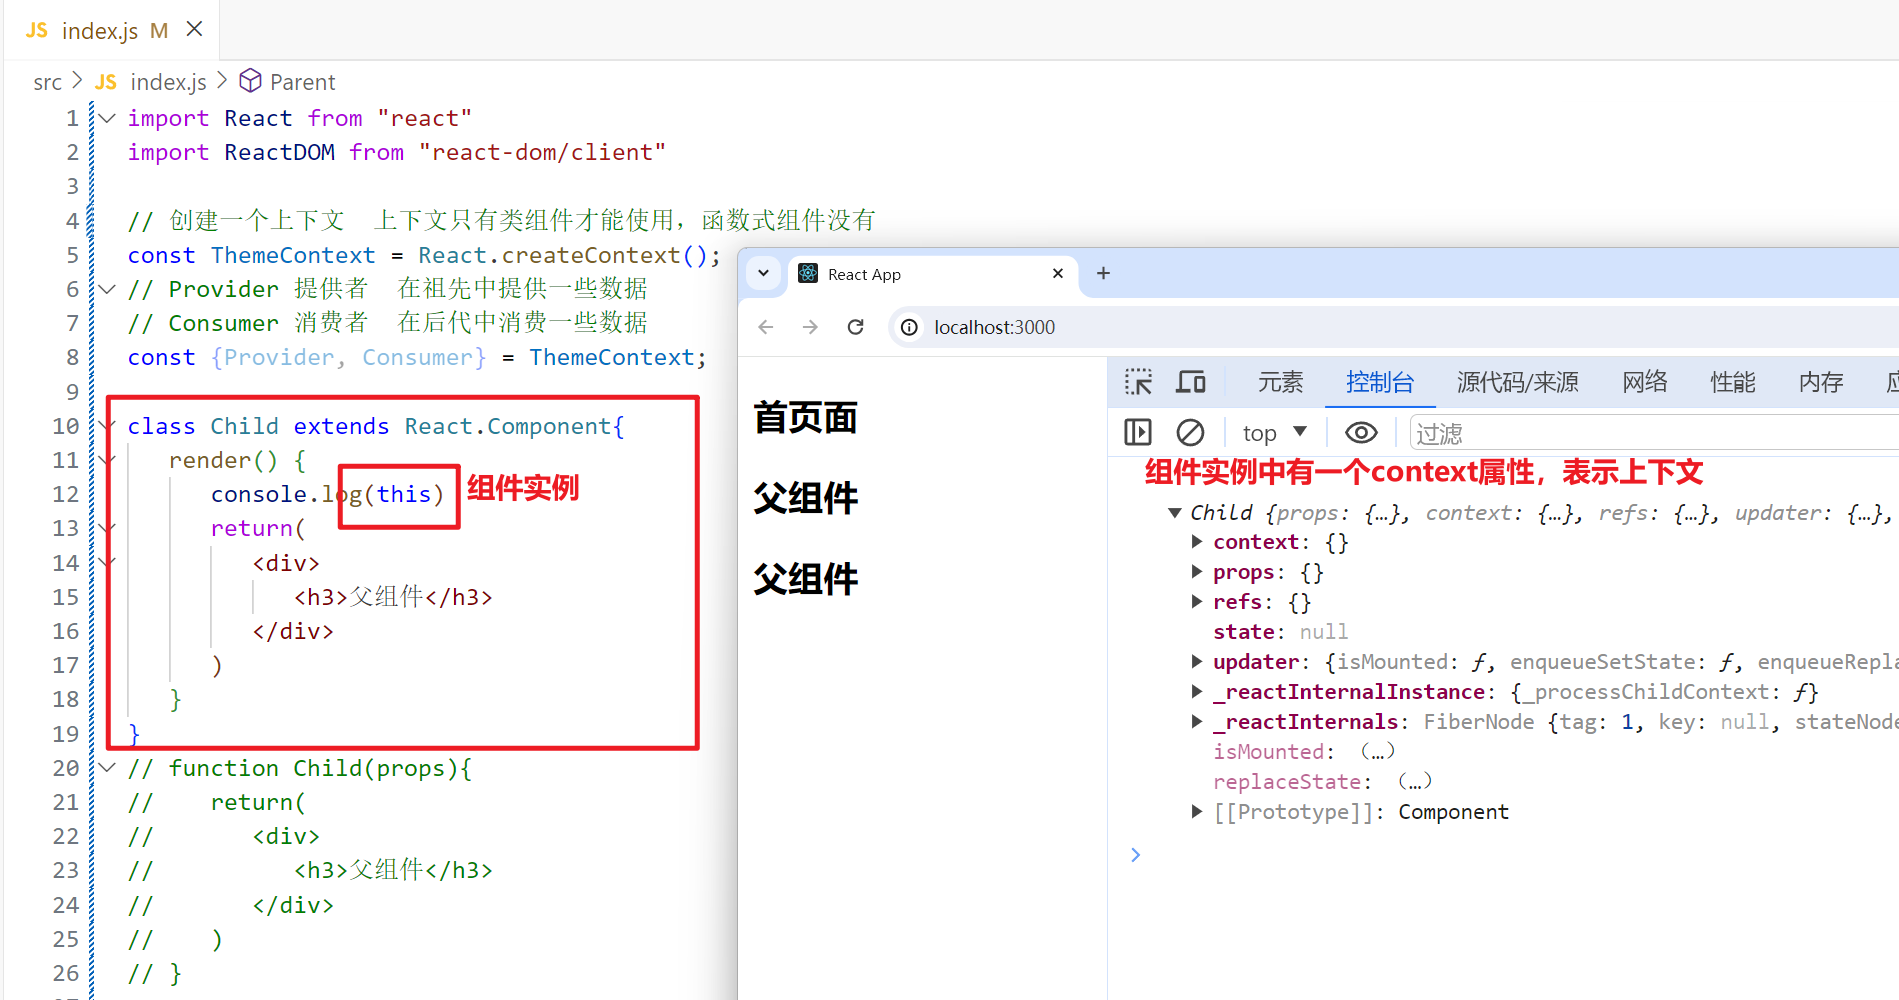 JS index.js M
src > JS index.js > Parent
1 import React from "react"
2 import ReactDOM from "react-dom/client"
3
4 // 创建一个上下文  上下文只有类组件才能使用，函数式组件没有
5 const ThemeContext = React.createContext();
6 // Provider 提供者  在祖先中提供一些数据
7 // Consumer 消费者  在后代中消费一些数据
8 const {Provider, Consumer} = ThemeContext;
9
10 class Child extends React.Component{
11 render() {
12 console.log(this) 组件实例
13 return(
14 <div>
15 <h3>父组件</h3>
16 </div>
17 )
18 }
19 }
20 // function Child(props){
21 // return(
22 // <div>
23 // <h3>父组件</h3>
24 // </div>
25 // )
26 // }
React App
localhost:3000
首页面
父组件
父组件
元素 控制台 源代码/来源 网络 性能 内存
top 过滤
组件实例中有一个context属性，表示上下文
Child {props: {…}, context: {…}, refs: {…}, updater: {…},
context: {}
props: {}
refs: {}
state: null
updater: {isMounted: ƒ, enqueueSetState: ƒ, enqueueRepla
_reactInternalInstance: {_processChildContext: ƒ}
_reactInternals: FiberNode {tag: 1, key: null, stateNode
isMounted: （…）
replaceState: （…）
[[Prototype]]: Component